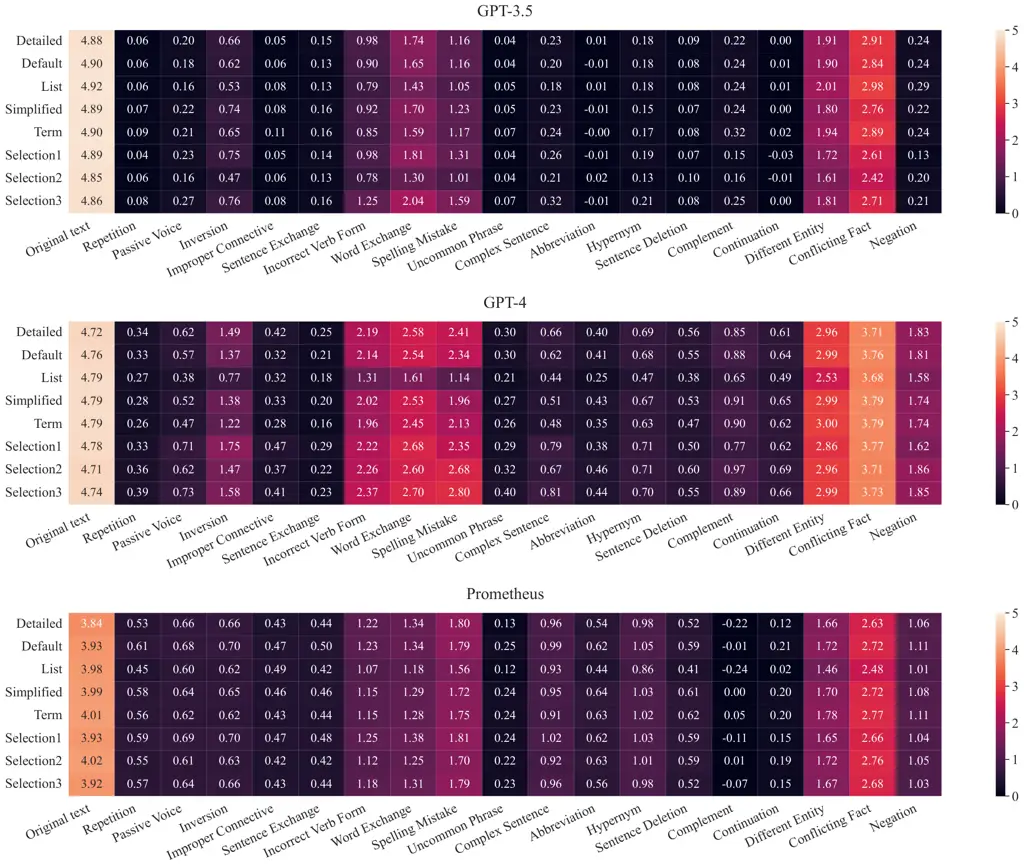 GPT-3.5
Detailed 4.88 0.06 0.20 0.66 0.05 0.15 0.98 1.74 1.16 0.04 0.23 0.01 0.18 0.09 0.22 0.00 1.91 2.91 0.24
Default 4.90 0.06 0.18 0.62 0.06 0.13 0.90 1.65 1.16 0.04 0.20 -0.01 0.18 0.08 0.24 0.01 1.90 2.84 0.24
List 4.92 0.06 0.16 0.53 0.08 0.13 0.79 1.43 1.05 0.05 0.18 0.01 0.18 0.08 0.24 0.01 2.01 2.98 0.29
Simplified 4.89 0.07 0.22 0.74 0.08 0.16 0.92 1.70 1.23 0.05 0.23 -0.01 0.15 0.07 0.24 0.00 1.80 2.76 0.22
Term 4.90 0.09 0.21 0.65 0.11 0.16 0.85 1.59 1.17 0.07 0.24 -0.00 0.17 0.08 0.32 0.02 1.94 2.89 0.24
Selection1 4.89 0.04 0.23 0.75 0.05 0.14 0.98 1.81 1.31 0.04 0.26 -0.01 0.19 0.07 0.15 -0.03 1.72 2.61 0.13
Selection2 4.85 0.06 0.16 0.47 0.06 0.13 0.78 1.30 1.01 0.04 0.21 0.02 0.13 0.10 0.16 -0.01 1.61 2.42 0.20
Selection3 4.86 0.08 0.27 0.76 0.08 0.16 1.25 2.04 1.59 0.07 0.32 -0.01 0.21 0.08 0.25 0.00 1.81 2.71 0.21
Original text Repetition Passive Voice Inversion Improper Connective Sentence Exchange Incorrect Verb Form Word Exchange Spelling Mistake Uncommon Phrase Complex Sentence Abbreviation Hypernym Sentence Deletion Complement Continuation Different Entity Conflicting Fact Negation
5
4
3
2
1
0
GPT-4
Detailed 4.72 0.34 0.62 1.49 0.42 0.25 2.19 2.58 2.41 0.30 0.66 0.40 0.69 0.56 0.85 0.61 2.96 3.71 1.83
Default 4.76 0.33 0.57 1.37 0.32 0.21 2.14 2.54 2.34 0.30 0.62 0.41 0.68 0.55 0.88 0.64 2.99 3.76 1.81
List 4.79 0.27 0.38 0.77 0.32 0.18 1.31 1.61 1.14 0.21 0.44 0.25 0.47 0.38 0.65 0.49 2.53 3.68 1.58
Simplified 4.79 0.28 0.52 1.38 0.33 0.20 2.02 2.53 1.96 0.27 0.51 0.43 0.67 0.53 0.91 0.65 2.99 3.79 1.74
Term 4.79 0.26 0.47 1.22 0.28 0.16 1.96 2.45 2.13 0.26 0.48 0.35 0.63 0.47 0.90 0.62 3.00 3.79 1.74
Selection1 4.78 0.33 0.71 1.75 0.47 0.29 2.22 2.68 2.35 0.29 0.79 0.38 0.71 0.50 0.77 0.62 2.86 3.77 1.62
Selection2 4.71 0.36 0.62 1.47 0.37 0.22 2.26 2.60 2.68 0.32 0.67 0.46 0.71 0.60 0.97 0.69 2.96 3.71 1.86
Selection3 4.74 0.39 0.73 1.58 0.41 0.23 2.37 2.70 2.80 0.40 0.81 0.44 0.70 0.55 0.89 0.66 2.99 3.73 1.85
Original text Repetition Passive Voice Inversion Improper Connective Sentence Exchange Incorrect Verb Form Word Exchange Spelling Mistake Uncommon Phrase Complex Sentence Abbreviation Hypernym Sentence Deletion Complement Continuation Different Entity Conflicting Fact Negation
5
4
3
2
1
0
Prometheus
Detailed 3.84 0.53 0.66 0.66 0.43 0.44 1.22 1.34 1.80 0.13 0.96 0.54 0.98 0.52 -0.22 0.12 1.66 2.63 1.06
Default 3.93 0.61 0.68 0.70 0.47 0.50 1.23 1.34 1.79 0.25 0.99 0.62 1.05 0.59 -0.01 0.21 1.72 2.72 1.11
List 3.98 0.45 0.60 0.62 0.49 0.42 1.07 1.18 1.56 0.12 0.93 0.44 0.86 0.41 -0.24 0.02 1.46 2.48 1.01
Simplified 3.99 0.58 0.64 0.65 0.46 0.46 1.15 1.29 1.72 0.24 0.95 0.64 1.03 0.61 0.00 0.20 1.70 2.72 1.08
Term 4.01 0.56 0.62 0.62 0.43 0.44 1.15 1.28 1.75 0.24 0.91 0.63 1.02 0.62 0.05 0.20 1.78 2.77 1.11
Selection1 3.93 0.59 0.69 0.70 0.47 0.48 1.25 1.38 1.81 0.24 1.02 0.62 1.03 0.59 -0.11 0.15 1.65 2.66 1.04
Selection2 4.02 0.55 0.61 0.63 0.42 0.42 1.12 1.25 1.70 0.22 0.92 0.63 1.01 0.59 0.01 0.19 1.72 2.76 1.05
Selection3 3.92 0.57 0.64 0.66 0.43 0.44 1.18 1.31 1.79 0.23 0.96 0.56 0.98 0.52 -0.07 0.15 1.67 2.68 1.03
Original text Repetition Passive Voice Inversion Improper Connective Sentence Exchange Incorrect Verb Form Word Exchange Spelling Mistake Uncommon Phrase Complex Sentence Abbreviation Hypernym Sentence Deletion Complement Continuation Different Entity Conflicting Fact Negation
5
4
3
2
1
0